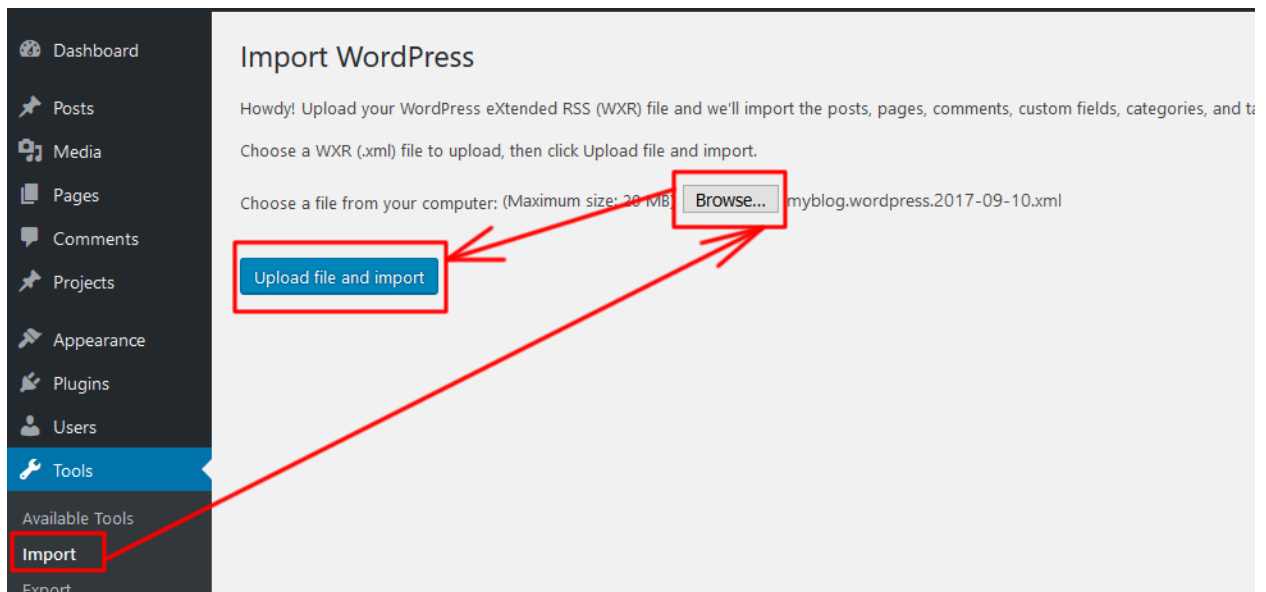 Dashboard
Posts
Media
Pages
Comments
Projects
Appearance
Plugins
Users
Tools
Available Tools
Import
Export
Import WordPress
Howdy! Upload your WordPress eXtended RSS (WXR) file and we'll import the posts, pages, comments, custom fields, categories, and
Choose a WXR (.xml) file to upload, then click Upload file and import.
Choose a file from your computer: (Maximum size: 20 MB) Browse... myblog.wordpress.2017-09-10.xml
Upload file and import